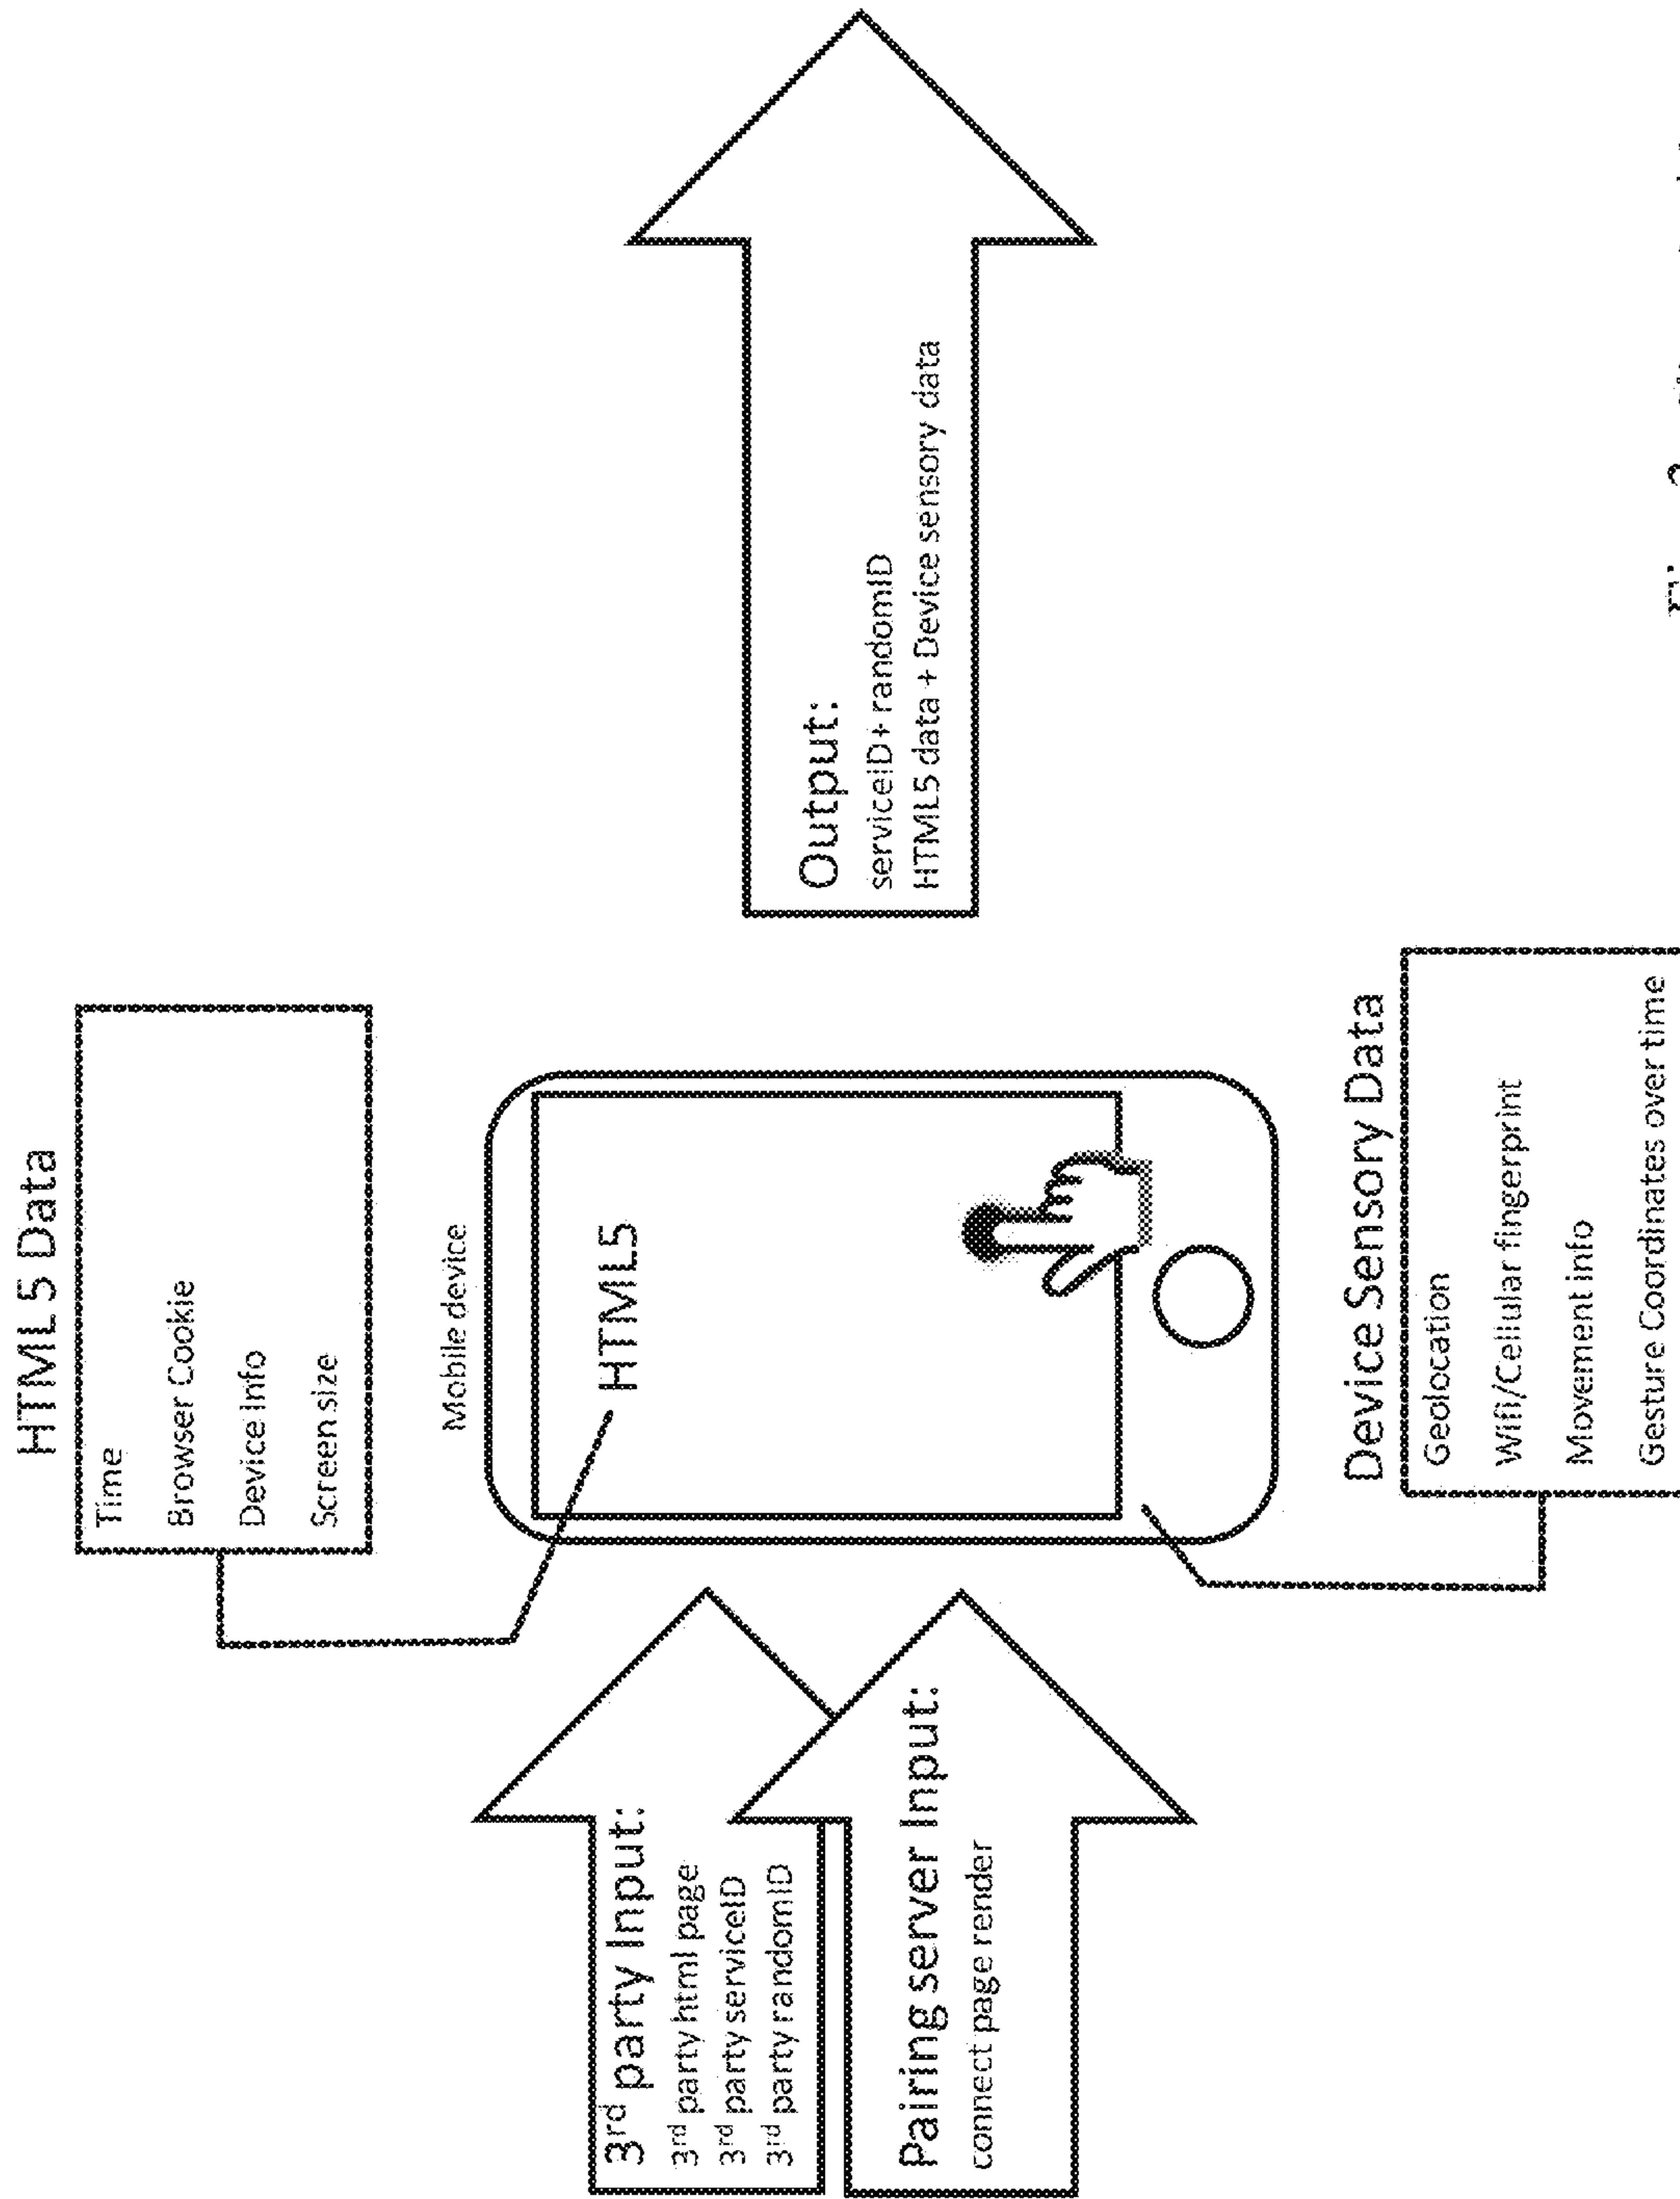 HTML5 Data
Time
Browser Cookie
Device Info
Screen size
Mobile device
HTML5
3rd party Input:
3rd party html page
3rd party serviceID
3rd party randomID
Pairing server Input:
connect page render
Output:
serviceID+ randomID
HTML5 data + Device sensory data
Device Sensory Data
Geolocation
Wifi/Cellular fingerprint
Movement info
Gesture Coordinates over time